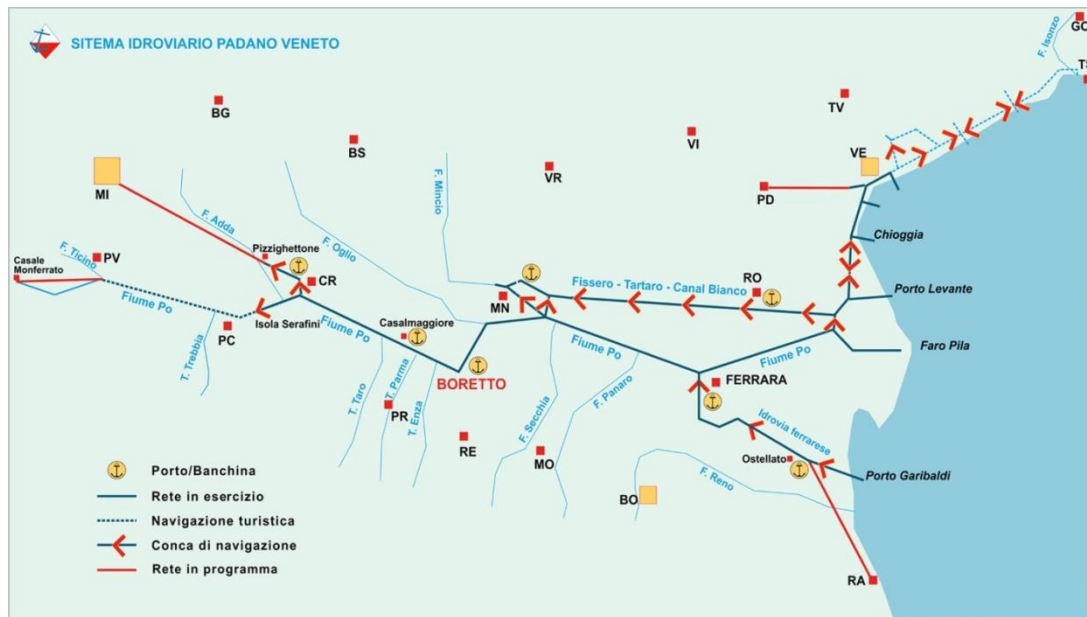 SITEMA IDROVIARIO PADANO VENETO
GO
F. Isonzo
TS
BG
TV
BS
VI
VE
VR
MI
F. Mincio
PD
F. Adda
F. Oglio
Chioggia
Pizzighettone
PV
F. Ticino
Casale
Monferrato
CR
Fissero - Tartaro - Canal Bianco
RO
MN
Porto Levante
Fiume Po
Isola Serafini
PC
Fiume Po
Casalmaggiore
Fiume Po
Fiume Po
Faro Pila
T. Trebbia
BORETTO
FERRARA
T. Taro
T. Parma
T. Enza
PR
F. Secchia
F. Panaro
Idrovia ferrarese
RE
MO
Ostellato
F. Reno
Porto Garibaldi
BO
RA
Porto/Banchina
Rete in esercizio
Navigazione turistica
Conca di navigazione
Rete in programma